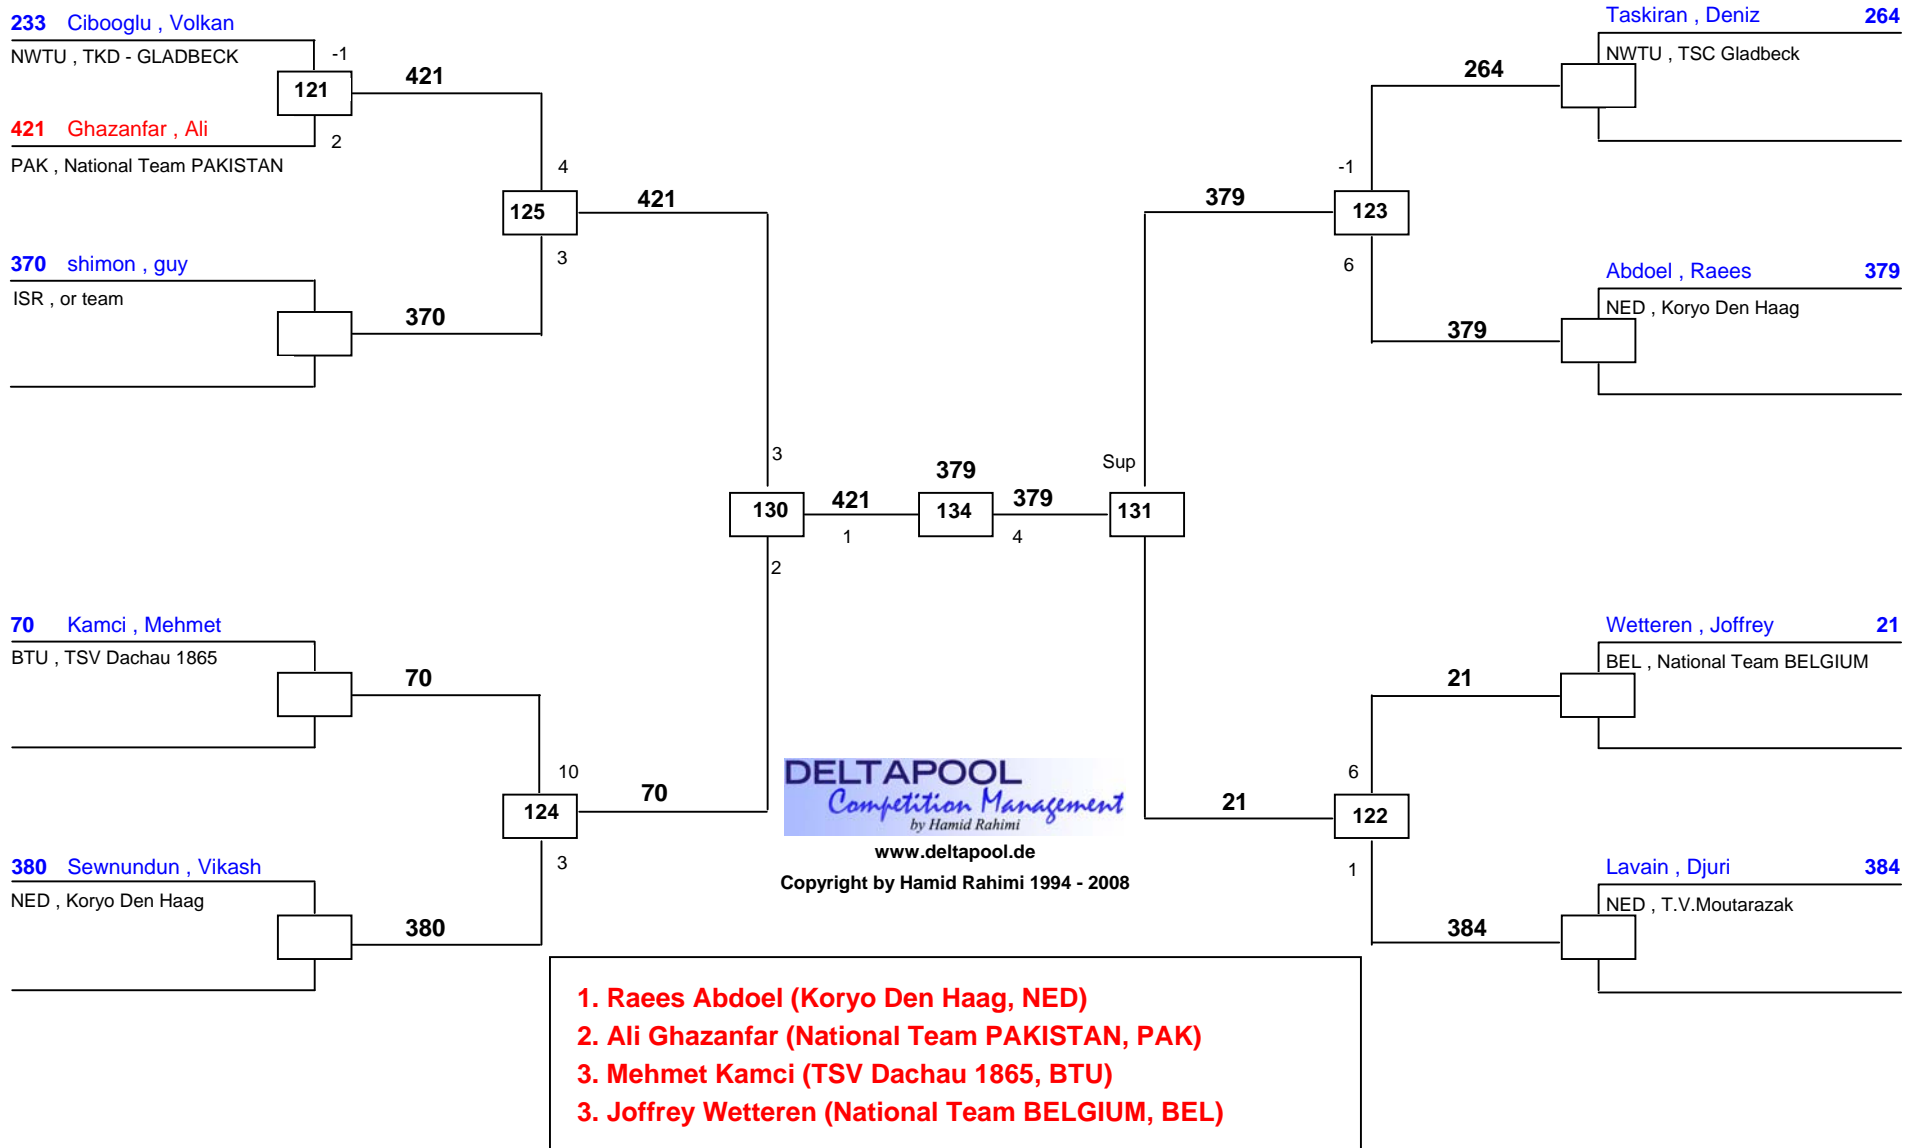 233 Cibooglu , Volkan
NWTU , TKD - GLADBECK
-1
421
121
421 Ghazanfar , Ali
2
PAK , National Team PAKISTAN
4
421
125
3
370 shimon , guy
ISR , or team
370
3
421
130
1
2
70 Kamci , Mehmet
BTU , TSV Dachau 1865
70
10
70
124
3
380 Sewnundun , Vikash
NED , Koryo Den Haag
380
379
134
Taskiran , Deniz 264
NWTU , TSC Gladbeck
264
-1
379
123
6
Abdoel , Raees 379
NED , Koryo Den Haag
379
Sup
379
131
4
Wetteren , Joffrey 21
BEL , National Team BELGIUM
21
6
21
122
1
Lavain , Djuri 384
NED , T.V.Moutarazak
384
DELTAPOOL
Competition Management
by Hamid Rahimi
www.deltapool.de
Copyright by Hamid Rahimi 1994 - 2008
1. Raees Abdoel (Koryo Den Haag, NED)
2. Ali Ghazanfar (National Team PAKISTAN, PAK)
3. Mehmet Kamci (TSV Dachau 1865, BTU)
3. Joffrey Wetteren (National Team BELGIUM, BEL)